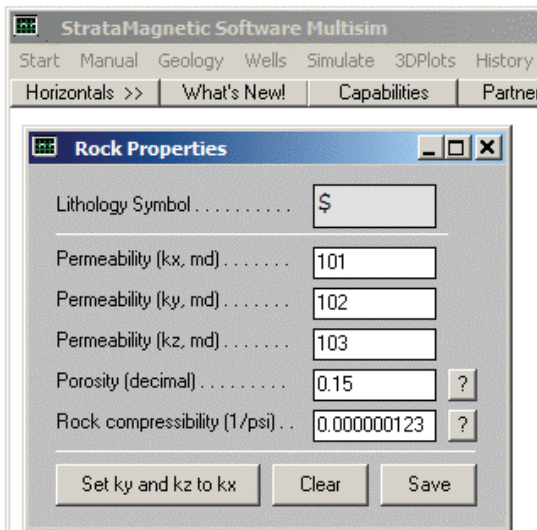 StrataMagnetic Software Multisim
Start Manual Geology Wells Simulate 3DPlots History
Horizontals >> What's New! Capabilities Partner
Rock Properties
Lithology Symbol . . . . . . . . . . $
Permeability (kx, md) . . . . . . . 101
Permeability (ky, md) . . . . . . . 102
Permeability (kz, md) . . . . . . . 103
Porosity (decimal) . . . . . . . . . 0.15 ?
Rock compressibility (1/psi) . . 0.000000123 ?
Set ky and kz to kx Clear Save